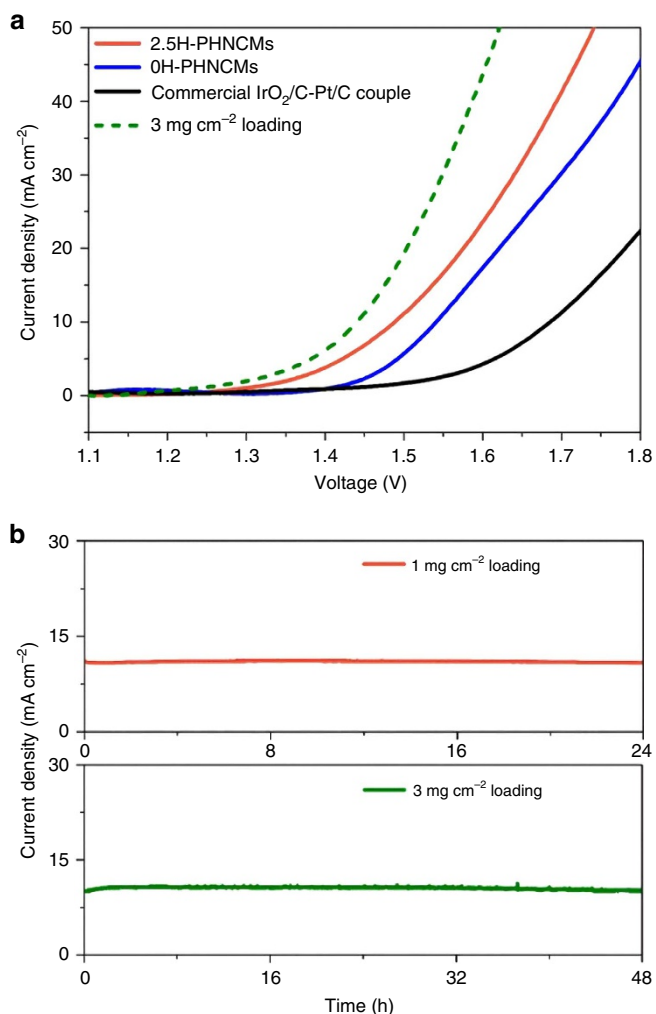 a
50
40
30
20
10
0
Current density (mA cm⁻²)
2.5H-PHNCMs
0H-PHNCMs
Commercial IrO₂/C-Pt/C couple
3 mg cm⁻² loading
1.1 1.2 1.3 1.4 1.5 1.6 1.7 1.8
Voltage (V)
b
30
15
0
1 mg cm⁻² loading
0 8 16 24
Current density (mA cm⁻²)
30
15
0
3 mg cm⁻² loading
0 16 32 48
Time (h)